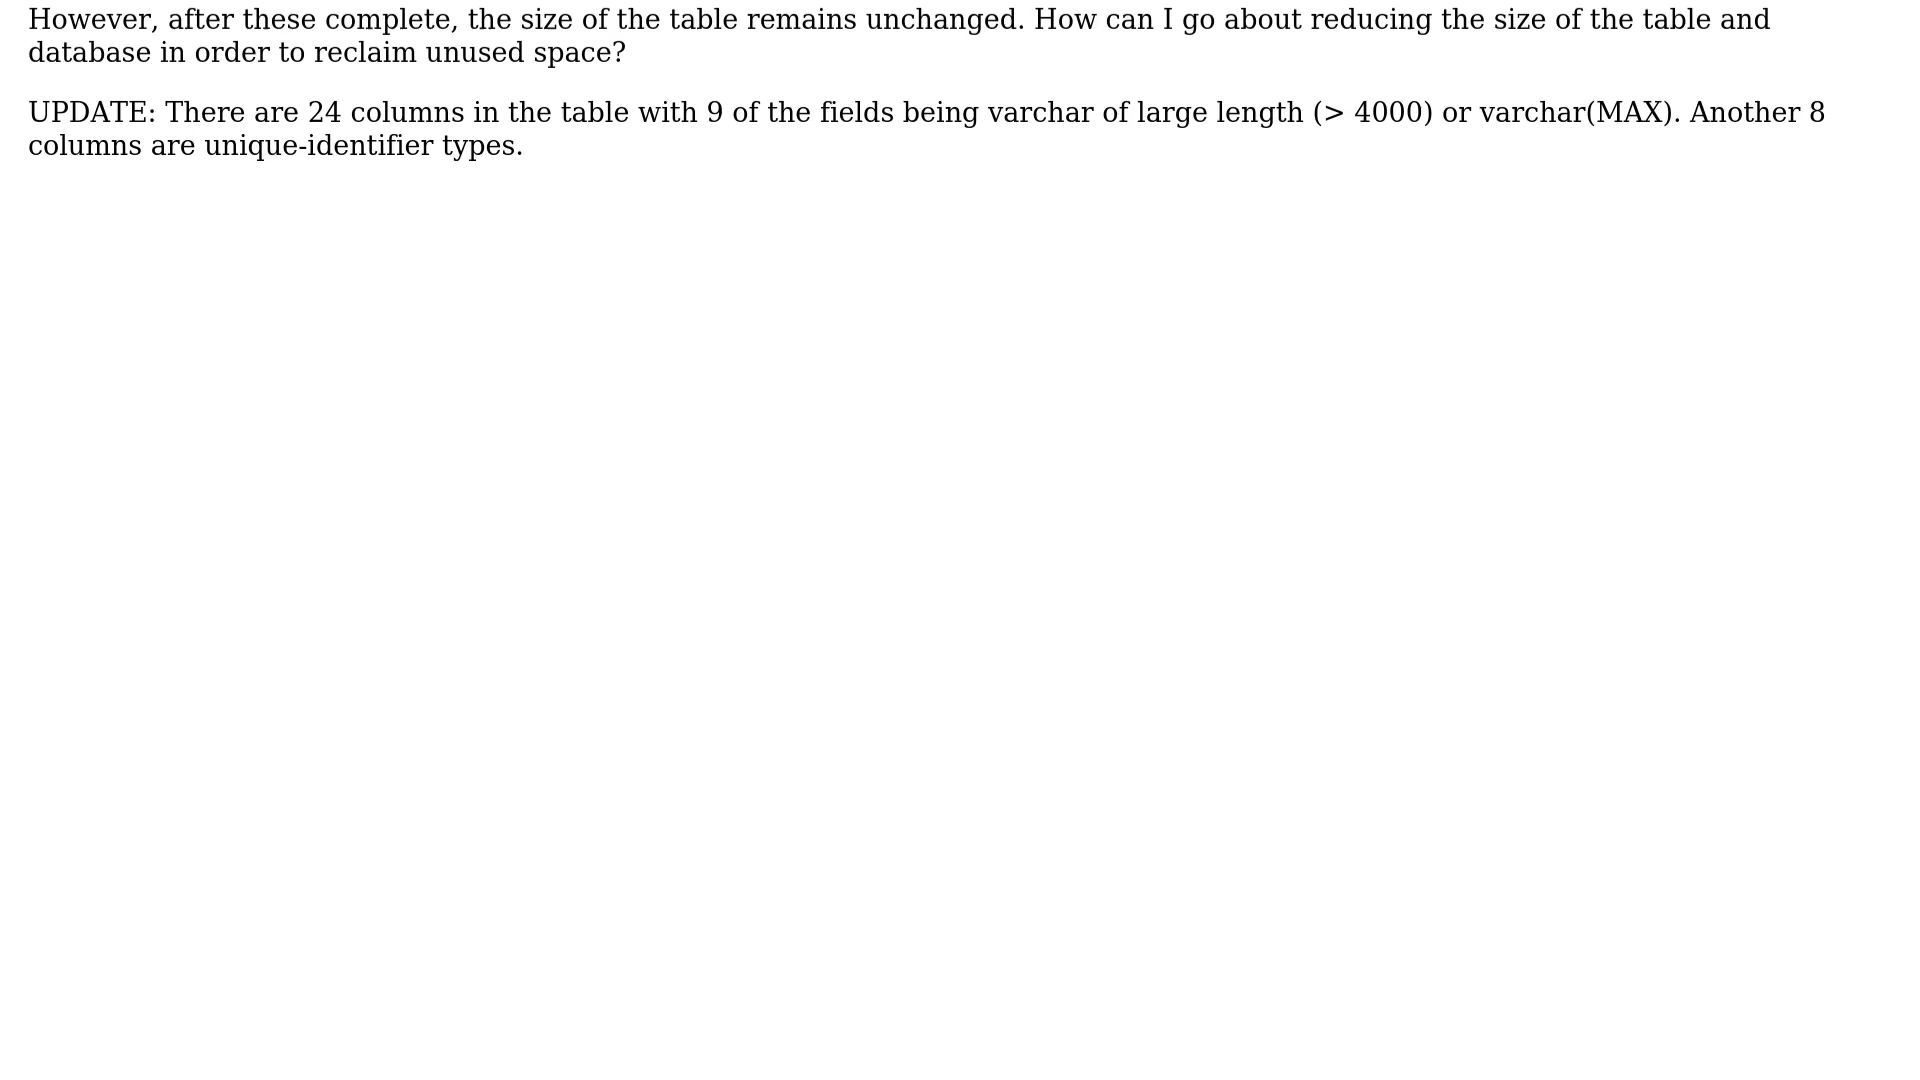 However, after these complete, the size of the table remains unchanged. How can I go about reducing the size of the table and
database in order to reclaim unused space?
UPDATE: There are 24 columns in the table with 9 of the fields being varchar of large length (> 4000) or varchar(MAX). Another 8
columns are unique-identifier types.